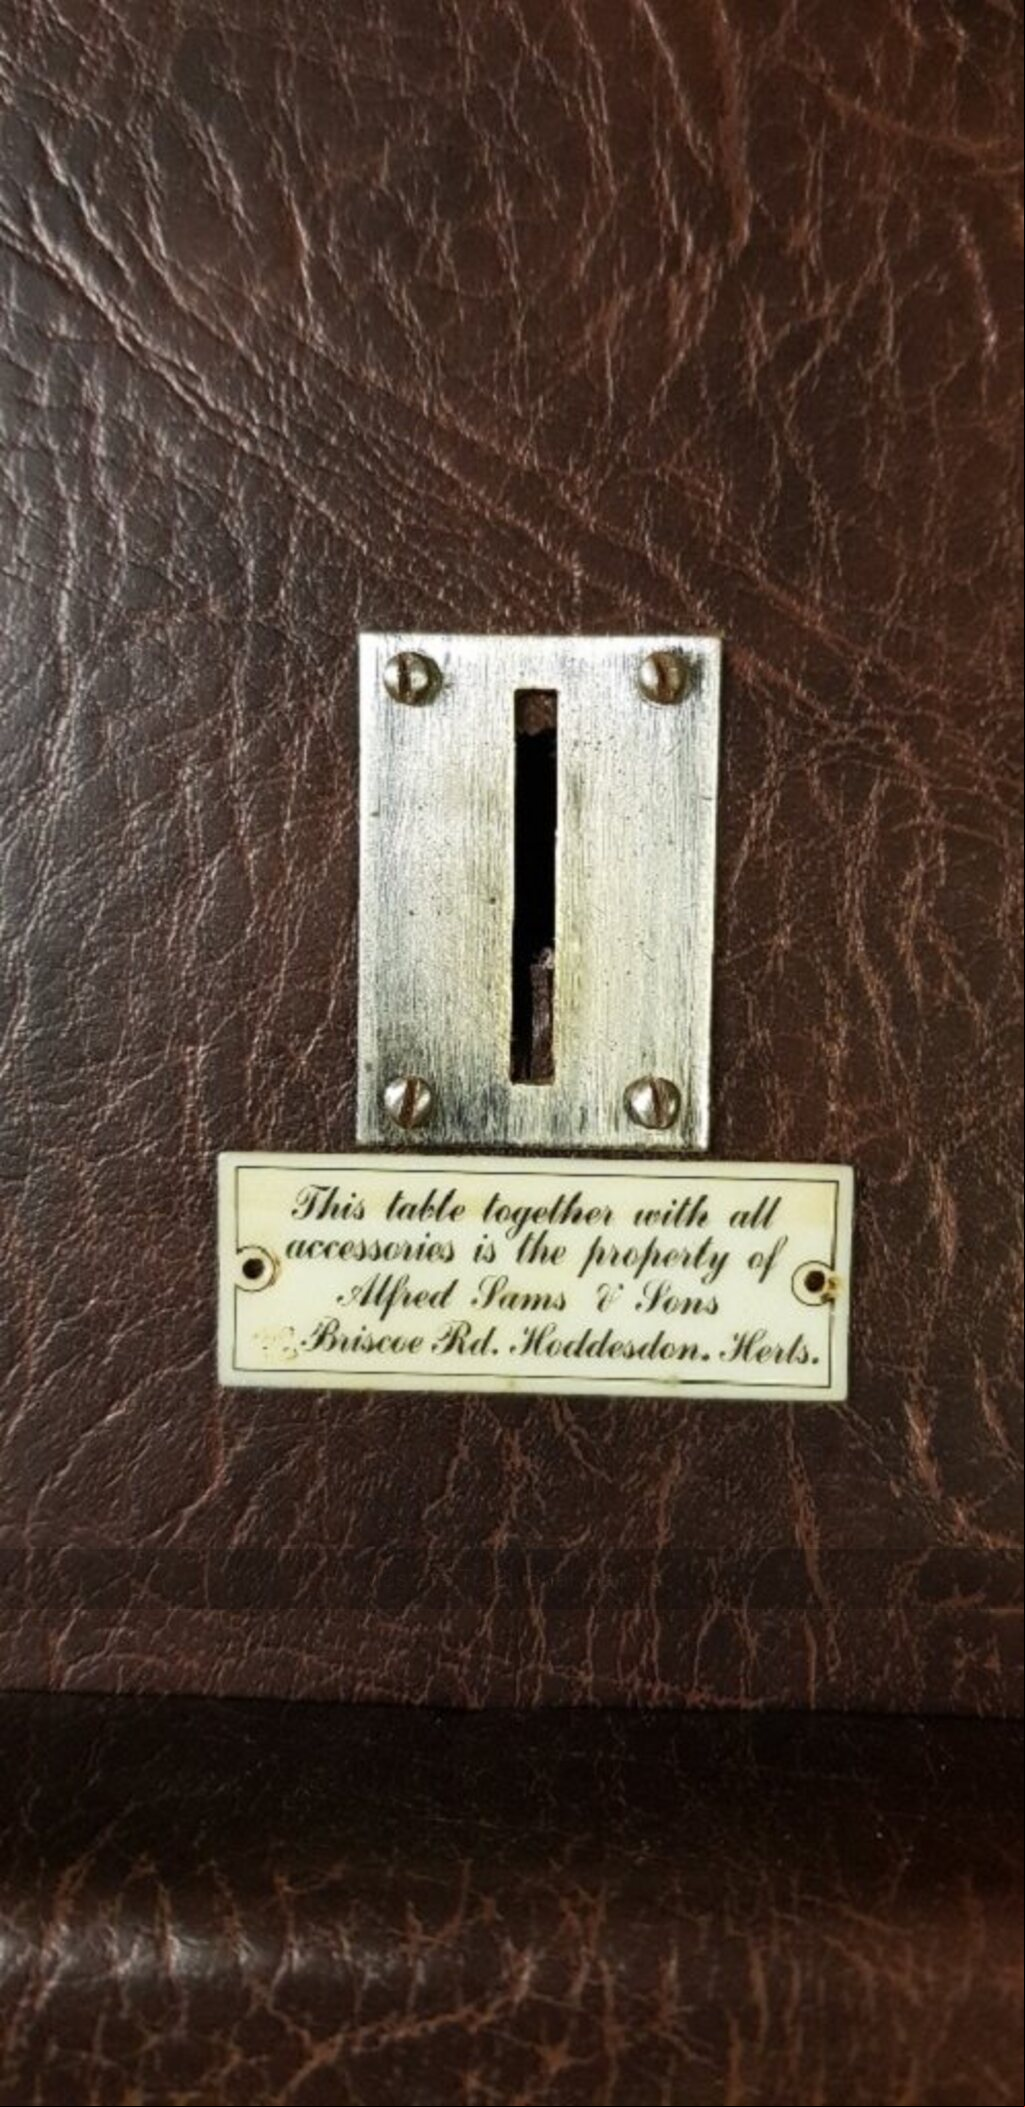 This table together with all
accessories is the property of
Alfred Sams & Sons
Briscoe Rd. Hoddesdon. Herts.